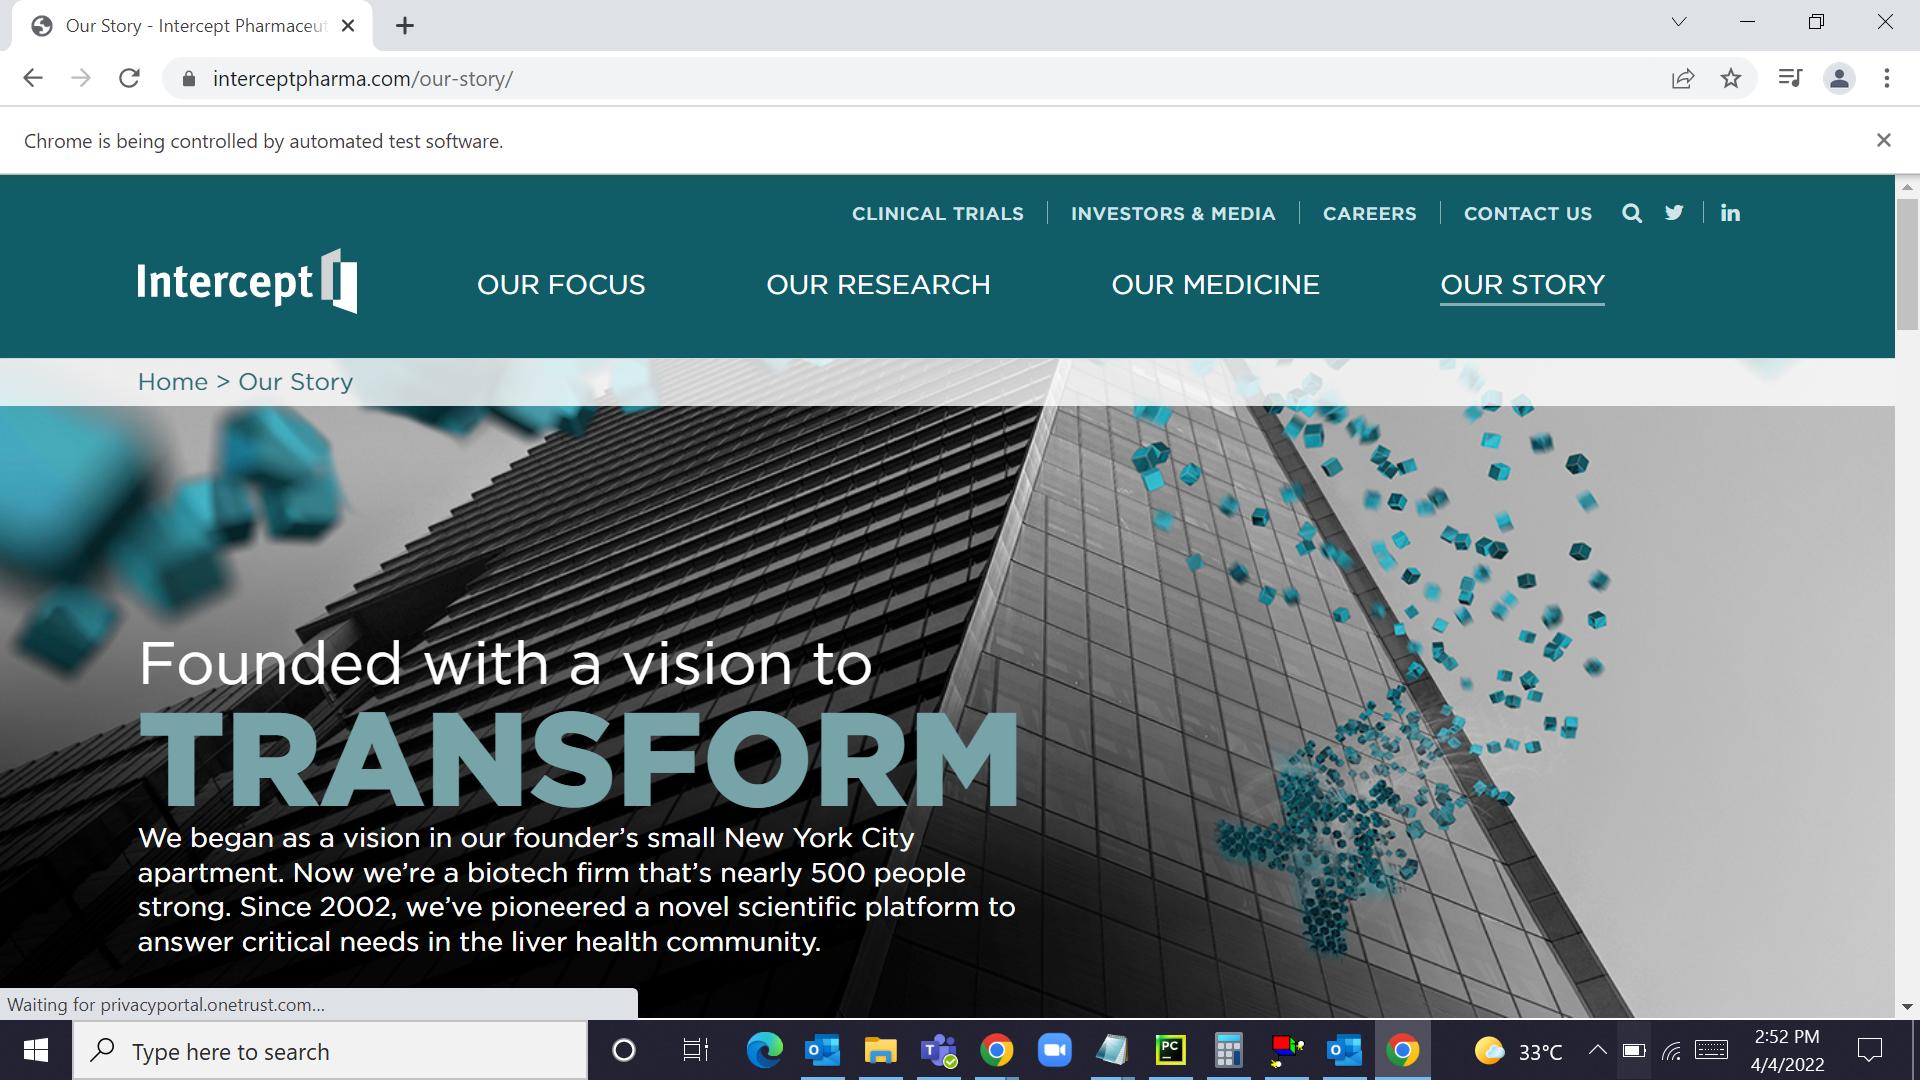 Our Story - Intercept Pharmaceut
interceptpharma.com/our-story/
Chrome is being controlled by automated test software.
CLINICAL TRIALS
INVESTORS & MEDIA
CAREERS
CONTACT US
in
Intercept
OUR FOCUS
OUR RESEARCH
OUR MEDICINE
OUR STORY
Home > Our Story
Founded with a vision to
TRANSFORM
We began as a vision in our founder’s small New York City
apartment. Now we’re a biotech firm that’s nearly 500 people
strong. Since 2002, we’ve pioneered a novel scientific platform to
answer critical needs in the liver health community.
Waiting for privacyportal.onetrust.com...
Type here to search
33°C
2:52 PM
4/4/2022